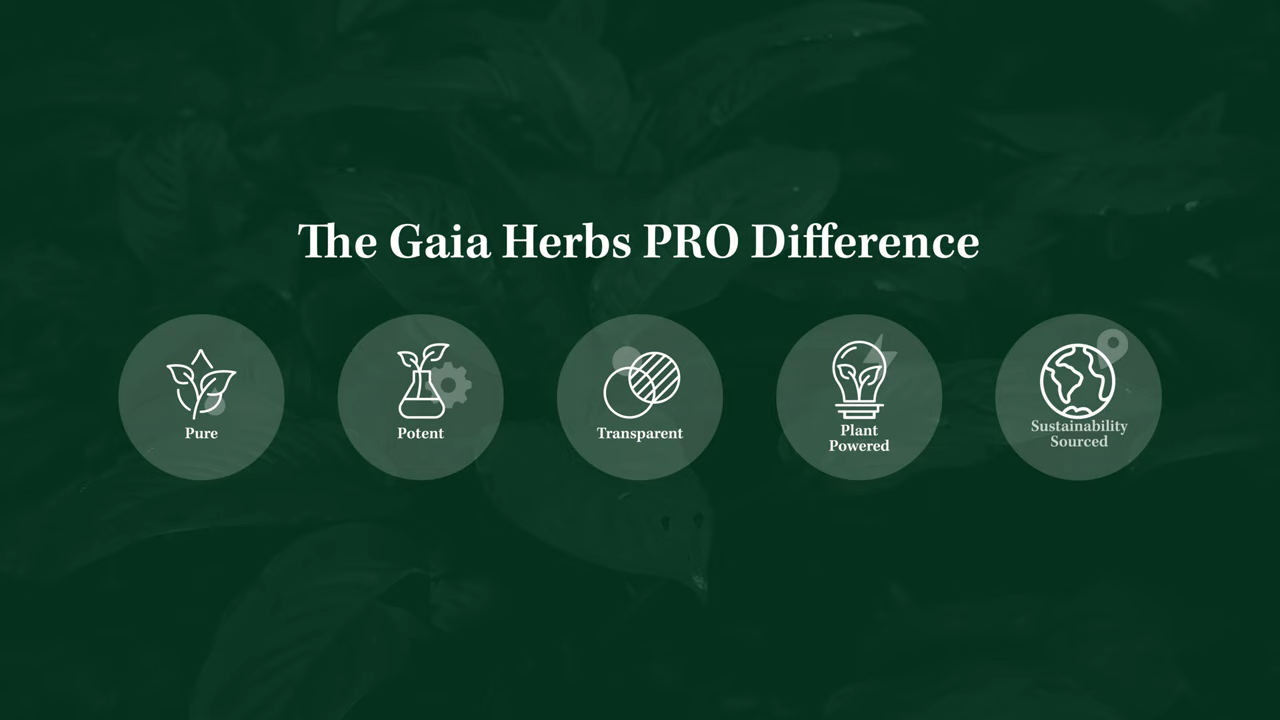 The Gaia Herbs PRO Difference
Pure
Potent
Transparent
Plant
Powered
Sustainability
Sourced